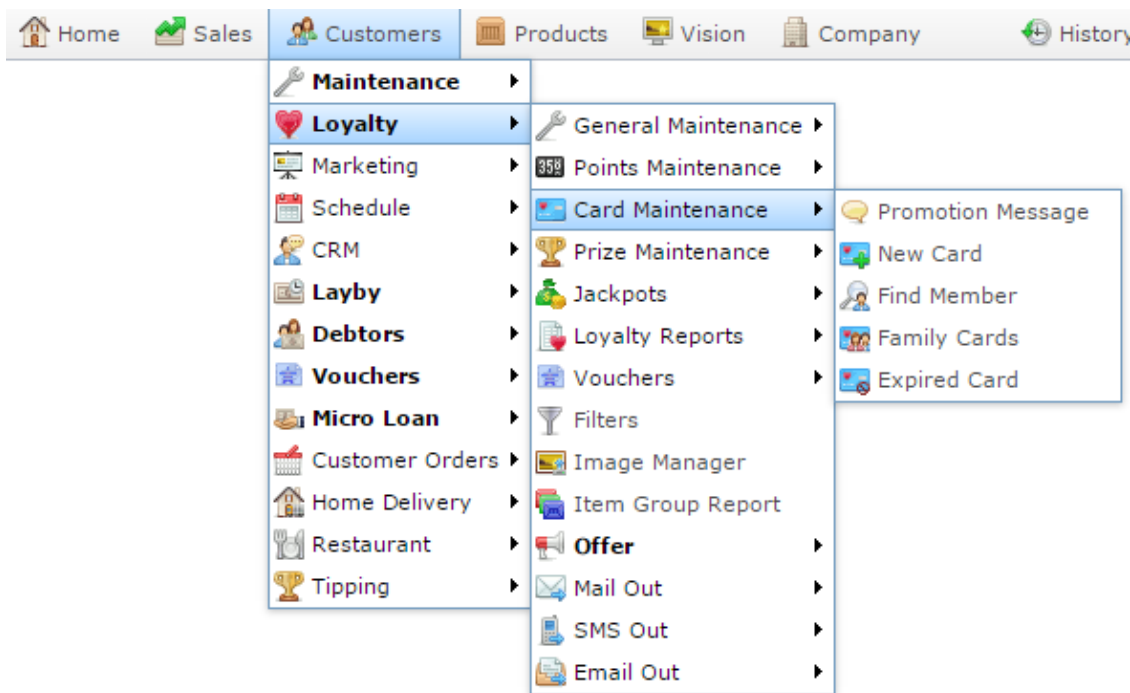 Home Sales Customers Products Vision Company History
Maintenance
Loyalty
Marketing
Schedule
CRM
Layby
Debtors
Vouchers
Micro Loan
Customer Orders
Home Delivery
Restaurant
Tipping
General Maintenance
358 Points Maintenance
Card Maintenance
Prize Maintenance
Jackpots
Loyalty Reports
Vouchers
Filters
Image Manager
Item Group Report
Offer
Mail Out
SMS Out
Email Out
Promotion Message
New Card
Find Member
Family Cards
Expired Card